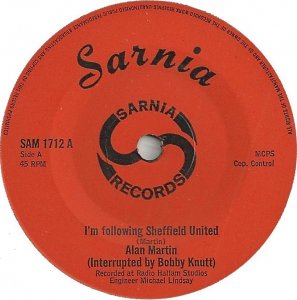 Sarnia
SARNIA
RECORDS
SAM 1712 A
Side A
45 RPM
MCPS
Cop. Control
I'm following Sheffield United
(Martin)
Alan Martin
(Interrupted by Bobby Knutt)
Recorded at Radio Hallam Studios
Engineer Michael Lindsay